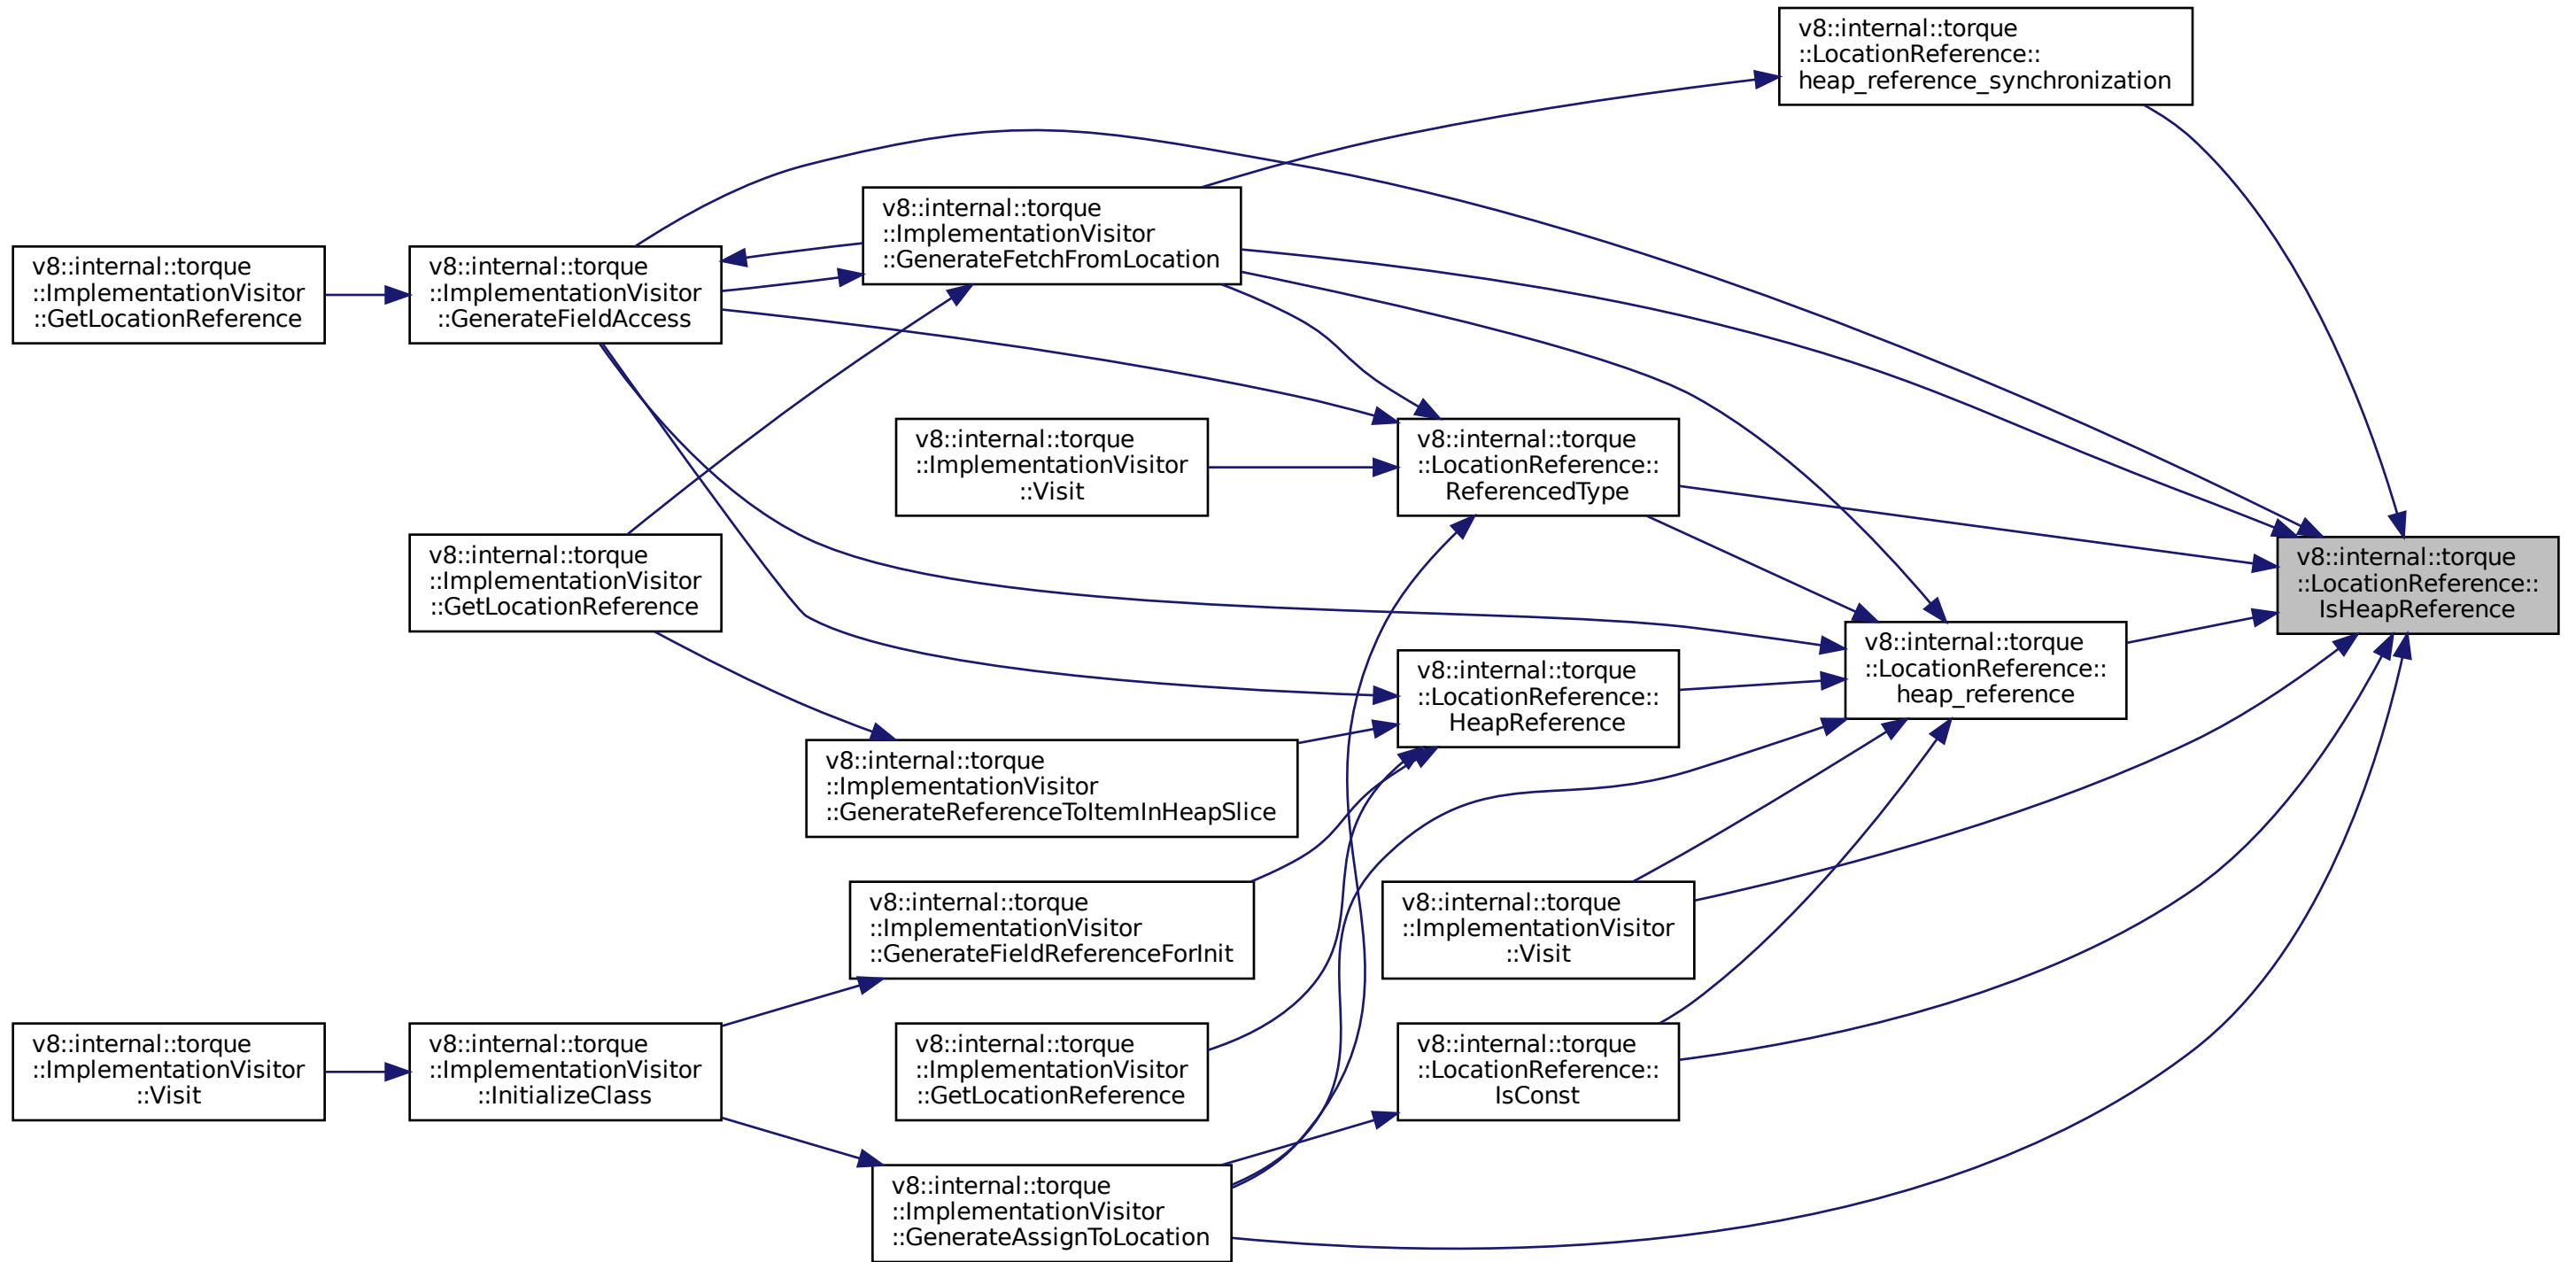 v8::internal::torque
::LocationReference::
heap_reference_synchronization
v8::internal::torque
::ImplementationVisitor
::GenerateFetchFromLocation
v8::internal::torque
::ImplementationVisitor
::GetLocationReference
v8::internal::torque
::ImplementationVisitor
::GenerateFieldAccess
v8::internal::torque
::ImplementationVisitor
::Visit
v8::internal::torque
::LocationReference::
ReferencedType
v8::internal::torque
::ImplementationVisitor
::GetLocationReference
v8::internal::torque
::LocationReference::
IsHeapReference
v8::internal::torque
::LocationReference::
heap_reference
v8::internal::torque
::LocationReference::
HeapReference
v8::internal::torque
::ImplementationVisitor
::GenerateReferenceToItemInHeapSlice
v8::internal::torque
::ImplementationVisitor
::GenerateFieldReferenceForInit
v8::internal::torque
::ImplementationVisitor
::Visit
v8::internal::torque
::ImplementationVisitor
::Visit
v8::internal::torque
::ImplementationVisitor
::InitializeClass
v8::internal::torque
::ImplementationVisitor
::GetLocationReference
v8::internal::torque
::LocationReference::
IsConst
v8::internal::torque
::ImplementationVisitor
::GenerateAssignToLocation